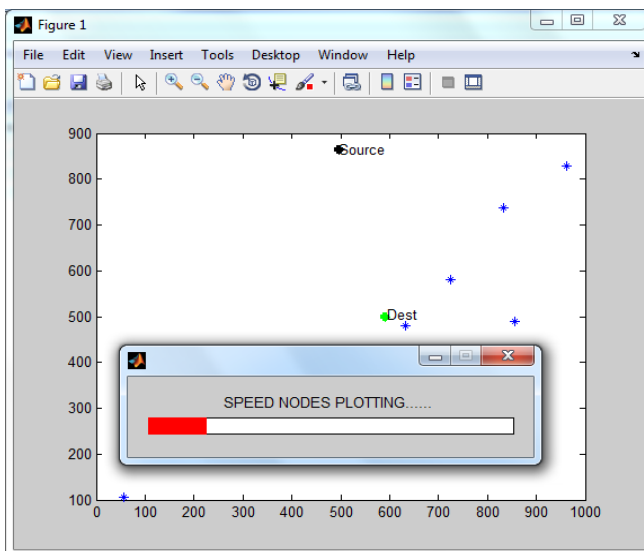 Figure 1
File Edit View Insert Tools Desktop Window Help
900
Source
800
700
600
500
Dest
400
SPEED NODES PLOTTING......
300
200
100
0 100 200 300 400 500 600 700 800 900 1000